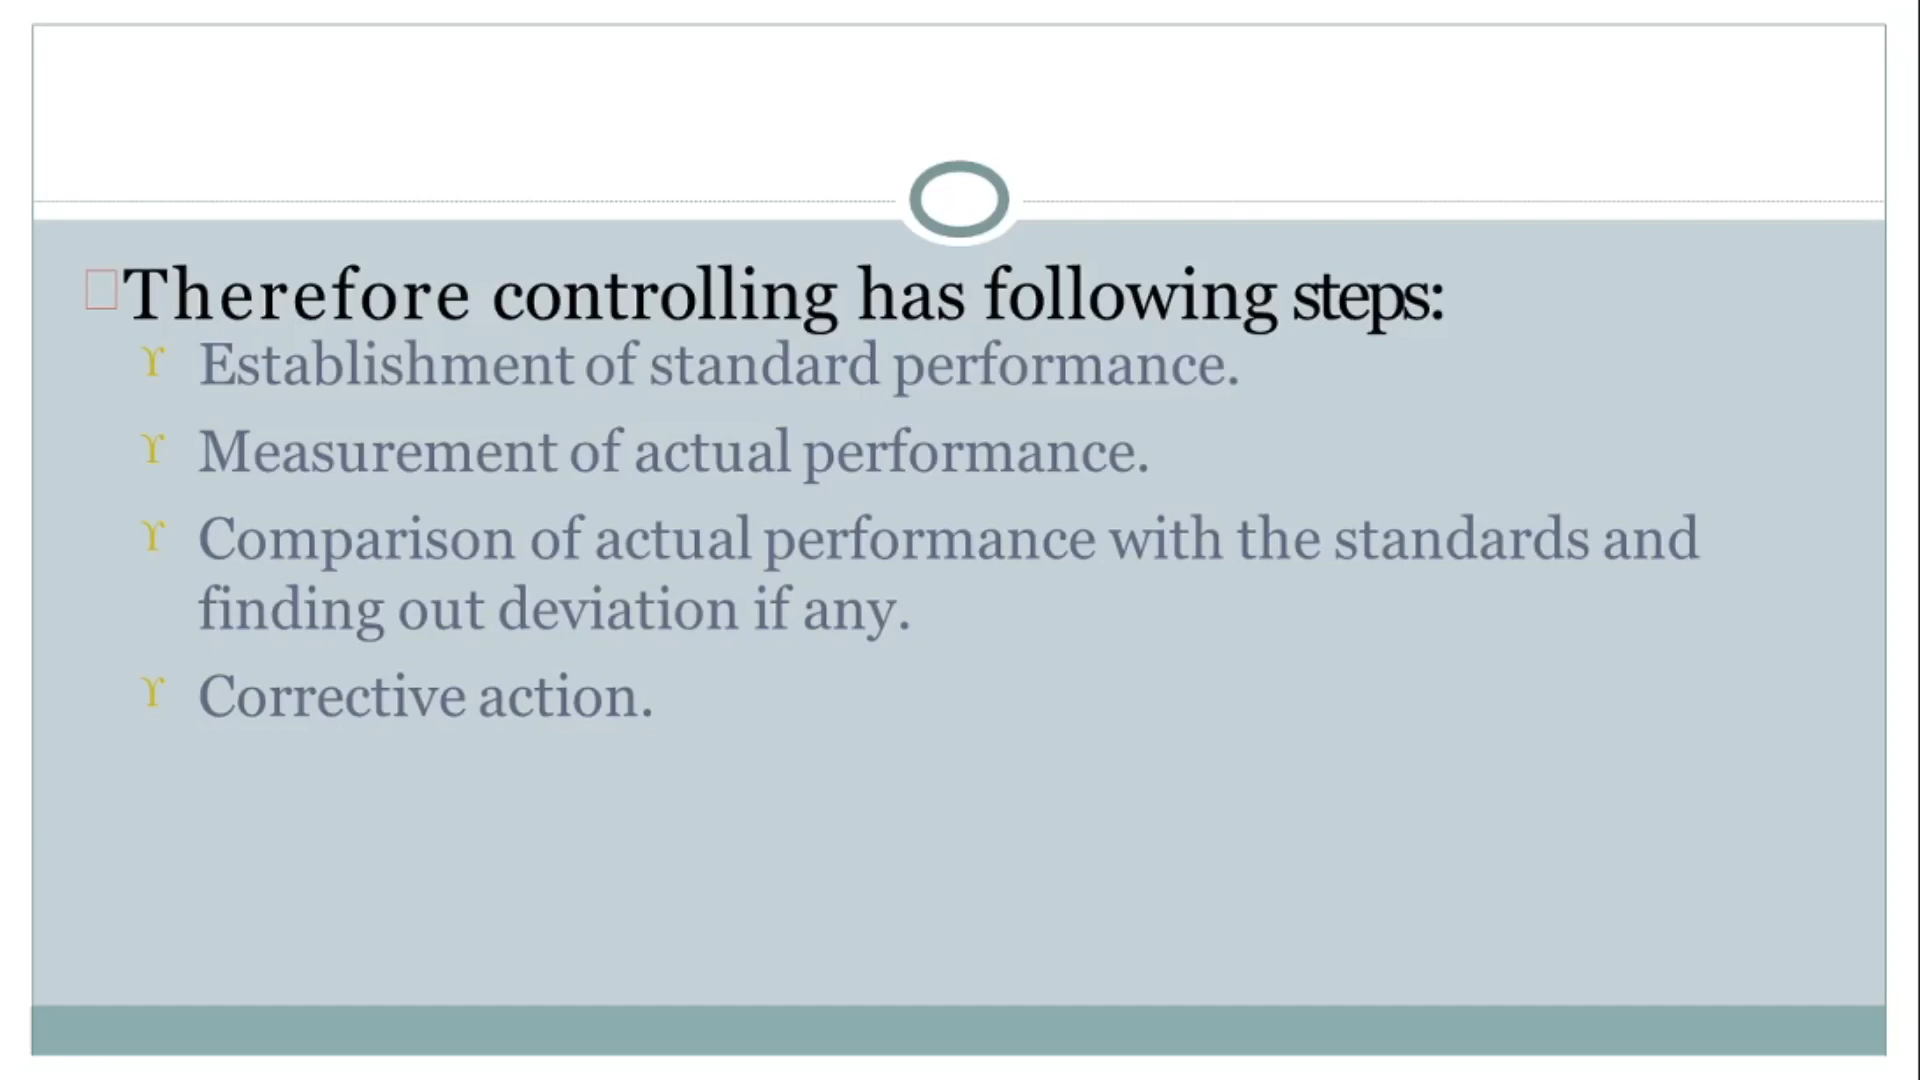 Therefore controlling has following steps:
ϒ Establishment of standard performance.
ϒ Measurement of actual performance.
ϒ Comparison of actual performance with the standards and
finding out deviation if any.
ϒ Corrective action.